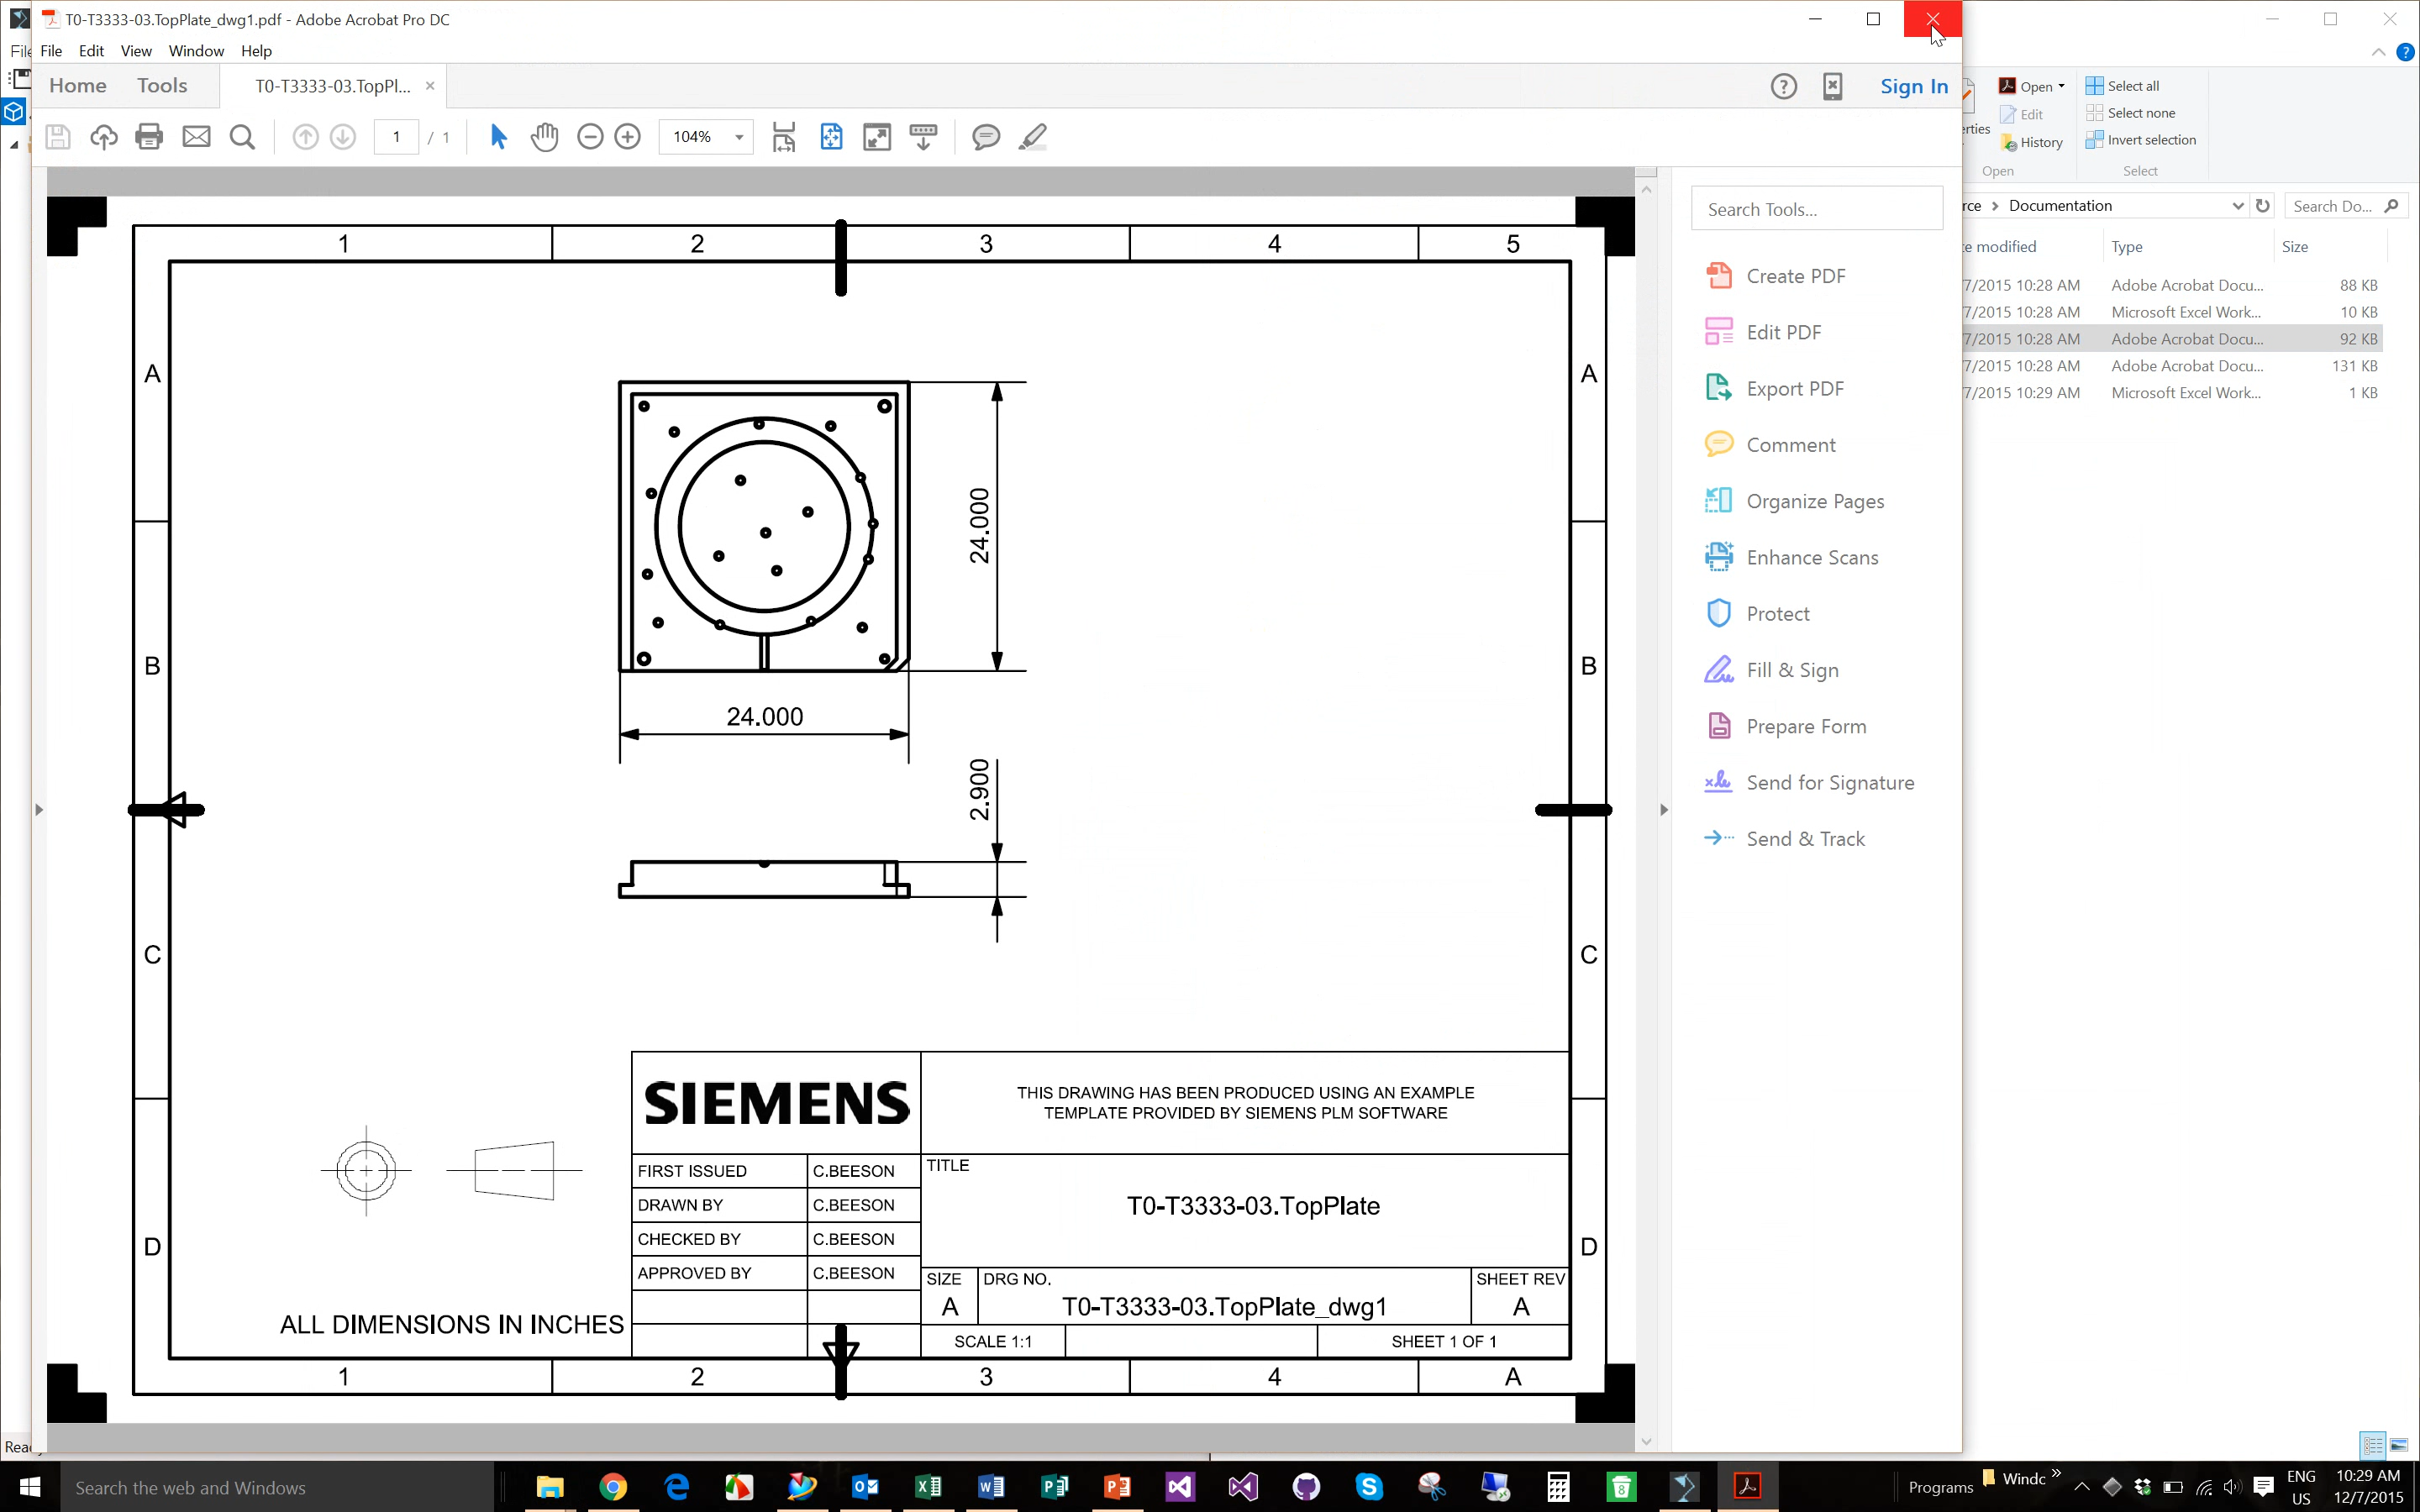 T0-T3333-03.TopPlate_dwg1.pdf - Adobe Acrobat Pro DC
File Edit View Window Help
Home Tools T0-T3333-03.TopPl... Sign In
1 / 1 104%
Open
Edit
History
Open
Select all
Select none
Invert selection
Select
Documentation
Search Do...
modified Type Size
7/2015 10:28 AM Adobe Acrobat Docu... 88 KB
7/2015 10:28 AM Microsoft Excel Work... 10 KB
7/2015 10:28 AM Adobe Acrobat Docu... 92 KB
7/2015 10:28 AM Adobe Acrobat Docu... 131 KB
7/2015 10:29 AM Microsoft Excel Work... 1 KB
Search Tools...
Create PDF
Edit PDF
Export PDF
Comment
Organize Pages
Enhance Scans
Protect
Fill & Sign
Prepare Form
Send for Signature
Send & Track
1 2 3 4 5
A A
B B
C C
D D
24.000
24.000
2.900
SIEMENS
THIS DRAWING HAS BEEN PRODUCED USING AN EXAMPLE
TEMPLATE PROVIDED BY SIEMENS PLM SOFTWARE
FIRST ISSUED C.BEESON
DRAWN BY C.BEESON
CHECKED BY C.BEESON
APPROVED BY C.BEESON
TITLE
T0-T3333-03.TopPlate
SIZE
A
DRG NO.
T0-T3333-03.TopPlate_dwg1
SHEET REV
A
SCALE 1:1
SHEET 1 OF 1
ALL DIMENSIONS IN INCHES
1 2 3 4 A
Search the web and Windows
Programs
Windc
ENG
US
10:29 AM
12/7/2015